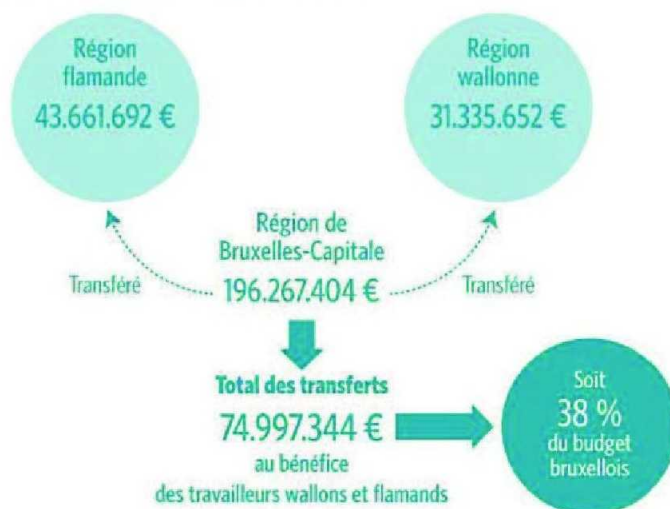 Région
flamande
43.661.692 €
Région
wallonne
31.335.652 €
Région de
Bruxelles-Capitale
196.267.404 €
Transféré
Transféré
Total des transferts
74.997.344 €
au bénéfice
des travailleurs wallons et flamands
Soit
38 %
du budget
bruxellois